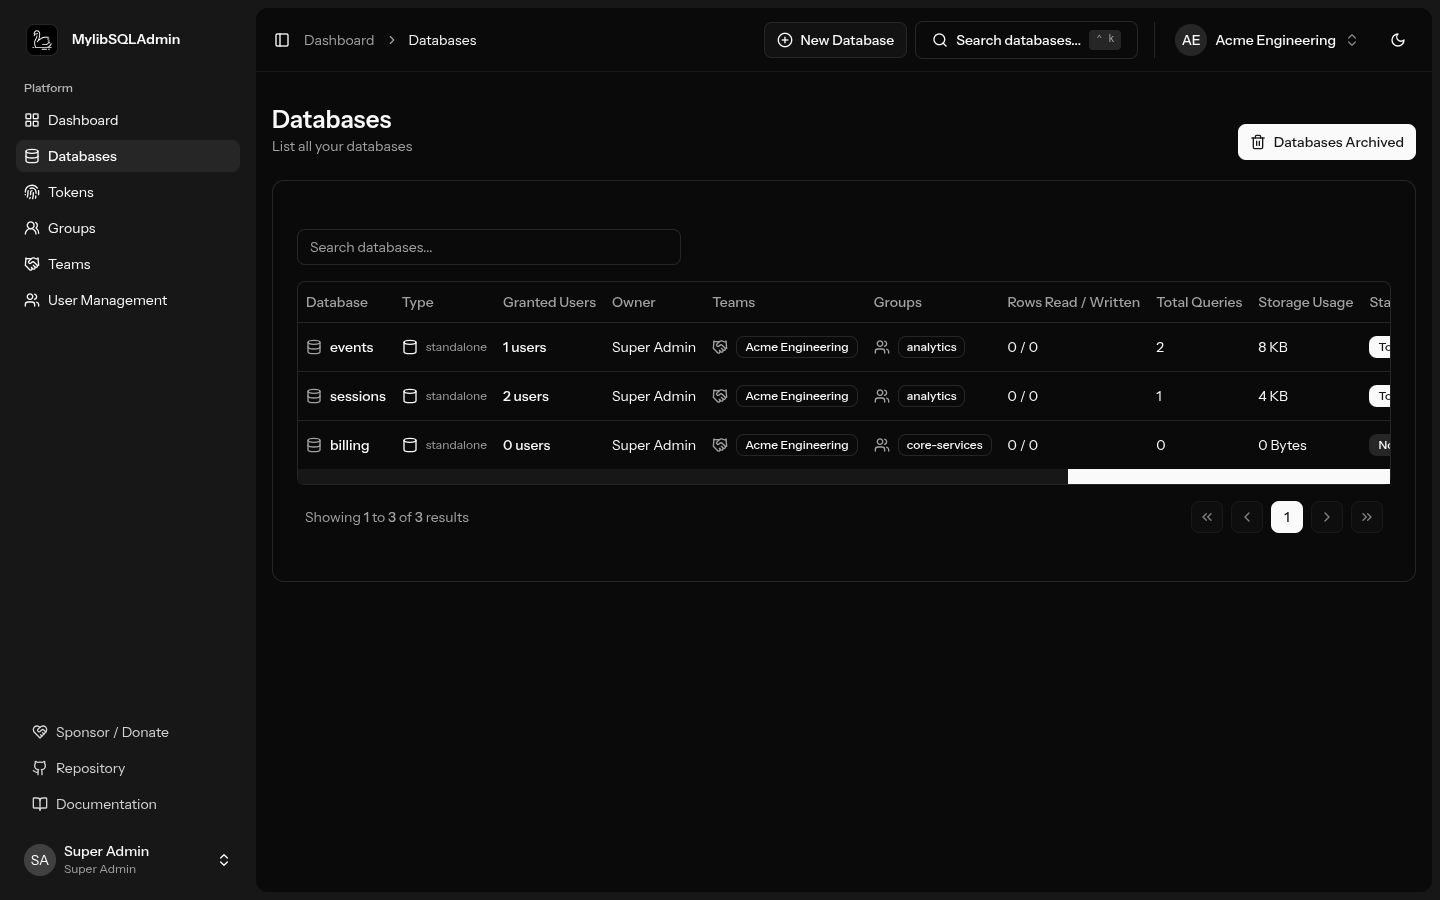 MylibSQLAdmin
Dashboard
Databases
New Database
Search databases...
^ k
AE
Acme Engineering
Platform
Dashboard
Databases
Tokens
Groups
Teams
User Management
Databases
List all your databases
Databases Archived
Search databases...
Database Type Granted Users Owner Teams Groups Rows Read / Written Total Queries Storage Usage Sta
events standalone 1 users Super Admin Acme Engineering analytics 0 / 0 2 8 KB To
sessions standalone 2 users Super Admin Acme Engineering analytics 0 / 0 1 4 KB To
billing standalone 0 users Super Admin Acme Engineering core-services 0 / 0 0 0 Bytes No
Showing 1 to 3 of 3 results
1
Sponsor / Donate
Repository
Documentation
SA
Super Admin
Super Admin